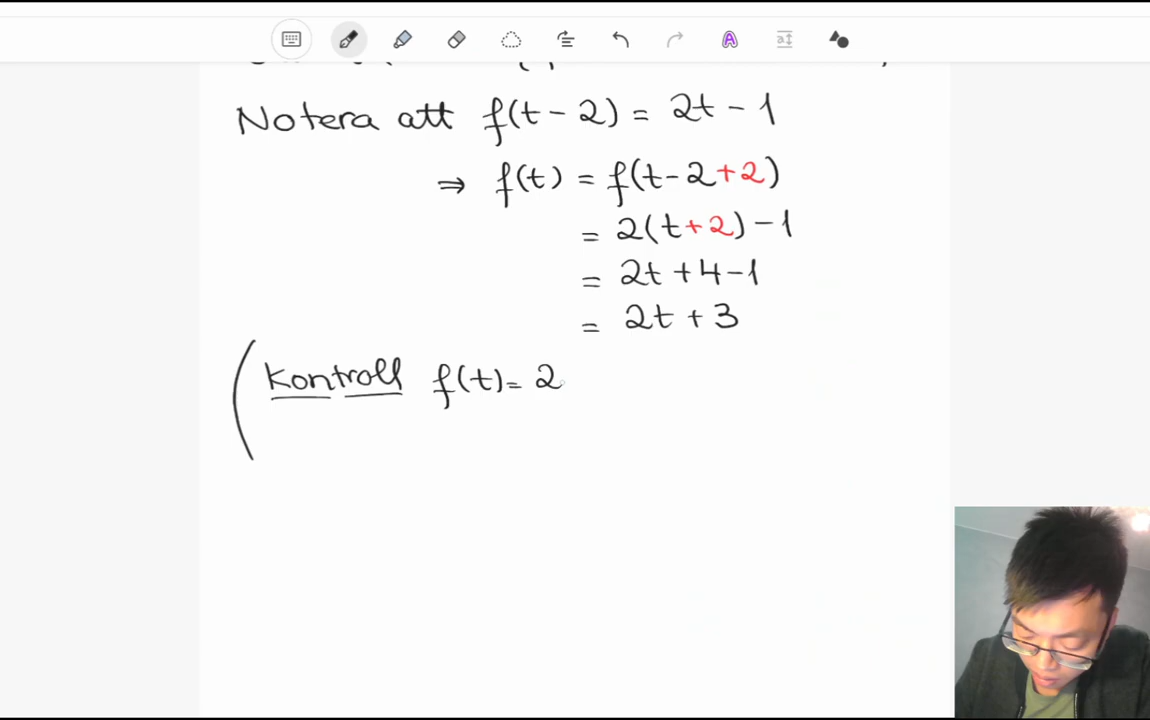 Notera att f(t-2) = 2t-1
⇒ f(t) = f(t-2+2)
= 2(t+2)-1
= 2t+4-1
= 2t+3
(Kontroll f(t)= 2